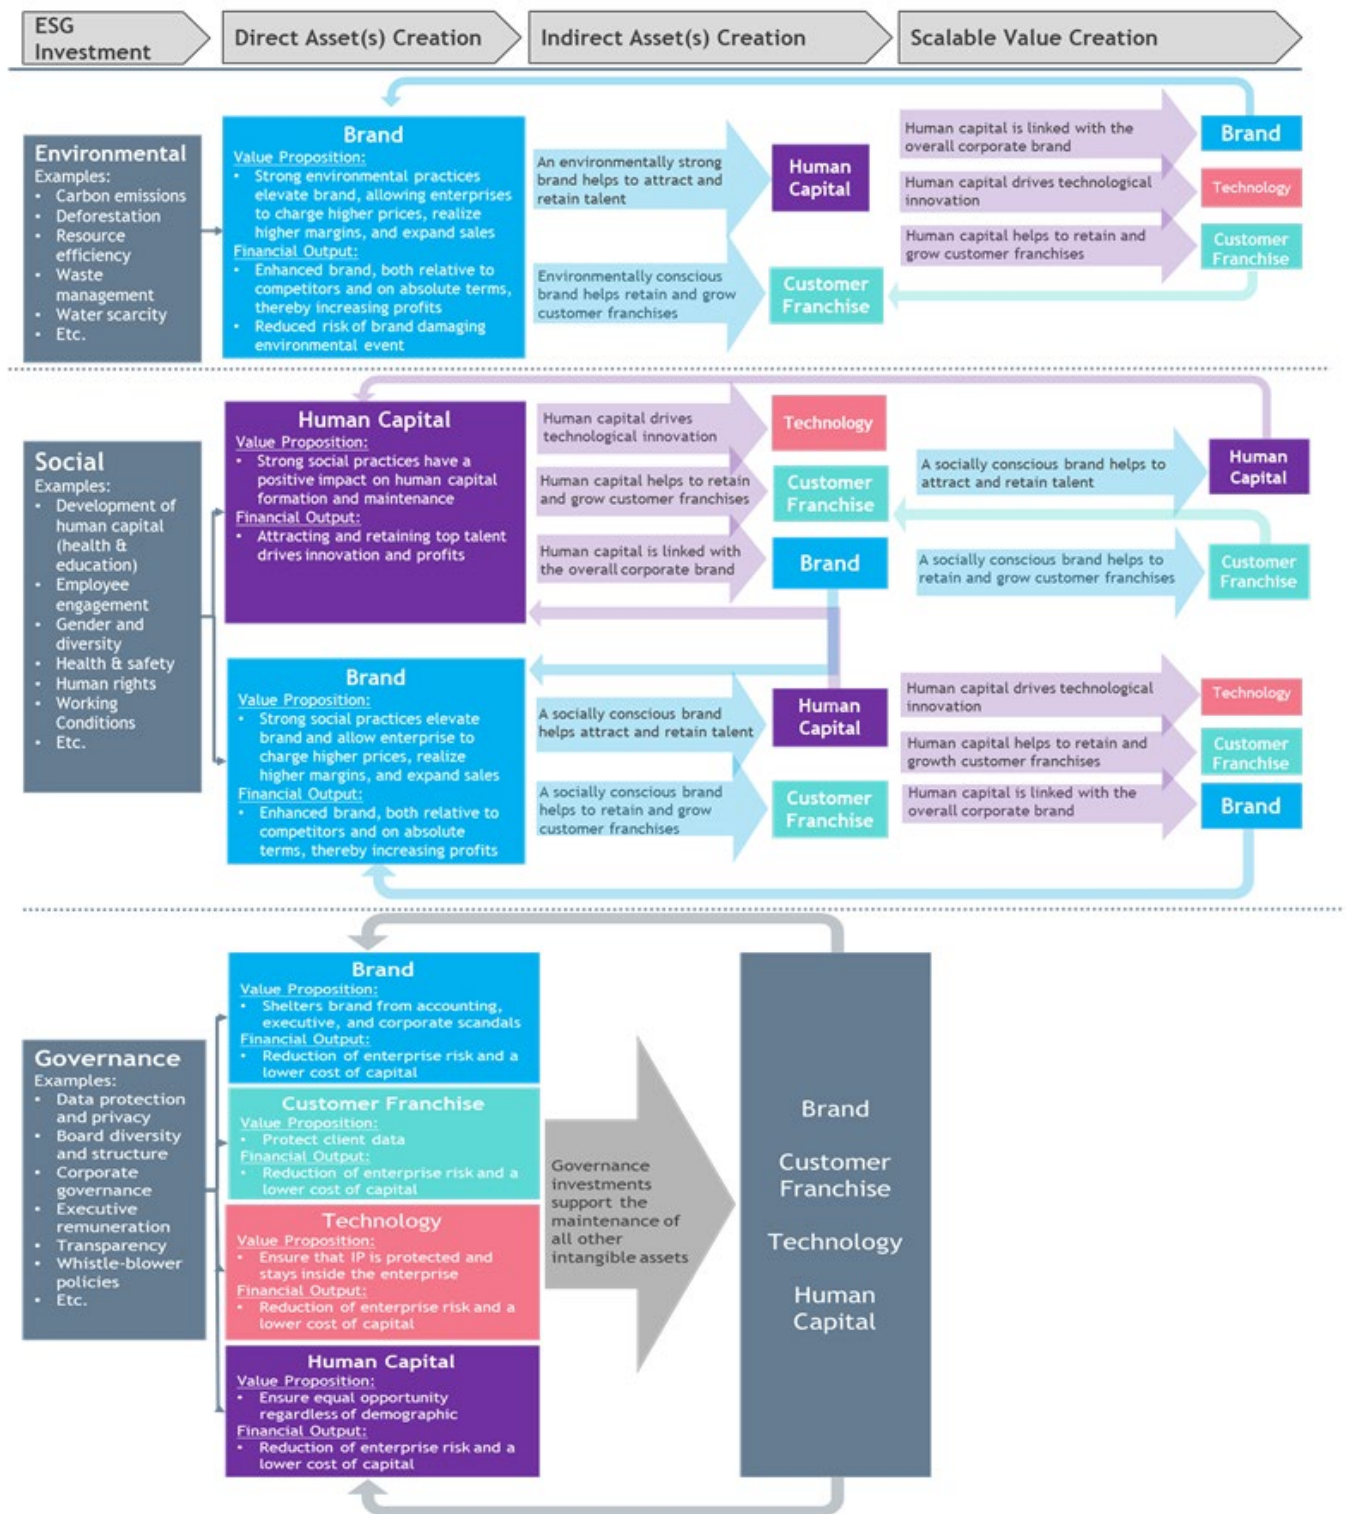 ESG
Investment
Direct Asset(s) Creation
Indirect Asset(s) Creation
Scalable Value Creation
Environmental
Examples:
• Carbon emissions
• Deforestation
• Resource
efficiency
• Waste
management
• Water scarcity
• Etc.
Brand
Value Proposition:
• Strong environmental practices
elevate brand, allowing enterprises
to charge higher prices, realize
higher margins, and expand sales
Financial Output:
• Enhanced brand, both relative to
competitors and on absolute terms,
thereby increasing profits
• Reduced risk of brand damaging
environmental event
An environmentally strong
brand helps to attract and
retain talent
Human
Capital
Environmentally conscious
brand helps retain and grow
customer franchises
Customer
Franchise
Human capital is linked with the
overall corporate brand
Brand
Human capital drives technological
innovation
Technology
Human capital helps to retain and
grow customer franchises
Customer
Franchise
Social
Examples:
• Development of
human capital
(health &
education)
• Employee
engagement
• Gender and
diversity
• Health & safety
• Human rights
• Working
Conditions
• Etc.
Human Capital
Value Proposition:
• Strong social practices have a
positive impact on human capital
formation and maintenance
Financial Output:
• Attracting and retaining top talent
drives innovation and profits
Human capital drives
technological innovation
Technology
Human capital helps to retain
and grow customer franchises
Customer
Franchise
Human capital is linked with
the overall corporate brand
Brand
A socially conscious brand helps to
attract and retain talent
Human
Capital
A socially conscious brand helps to
retain and grow customer franchises
Customer
Franchise
Brand
Value Proposition:
• Strong social practices elevate
brand and allow enterprise to
charge higher prices, realize
higher margins, and expand sales
Financial Output:
• Enhanced brand, both relative to
competitors and on absolute
terms, thereby increasing profits
A socially conscious brand
helps attract and retain talent
Human
Capital
A socially conscious brand
helps to retain and grow
customer franchises
Customer
Franchise
Human capital drives technological
innovation
Technology
Human capital helps to retain and
growth customer franchises
Customer
Franchise
Human capital is linked with the
overall corporate brand
Brand
Governance
Examples:
• Data protection
and privacy
• Board diversity
and structure
• Corporate
governance
• Executive
remuneration
• Transparency
• Whistle-blower
policies
• Etc.
Brand
Value Proposition:
• Shelters brand from accounting,
executive, and corporate scandals
Financial Output:
• Reduction of enterprise risk and a
lower cost of capital
Customer Franchise
Value Proposition:
• Protect client data
Financial Output:
• Reduction of enterprise risk and a
lower cost of capital
Technology
Value Proposition:
• Ensure that IP is protected and
stays inside the enterprise
Financial Output:
• Reduction of enterprise risk and a
lower cost of capital
Human Capital
Value Proposition:
• Ensure equal opportunity
regardless of demographic
Financial Output:
• Reduction of enterprise risk and a
lower cost of capital
Governance
investments
support the
maintenance of
all other
intangible assets
Brand
Customer
Franchise
Technology
Human
Capital